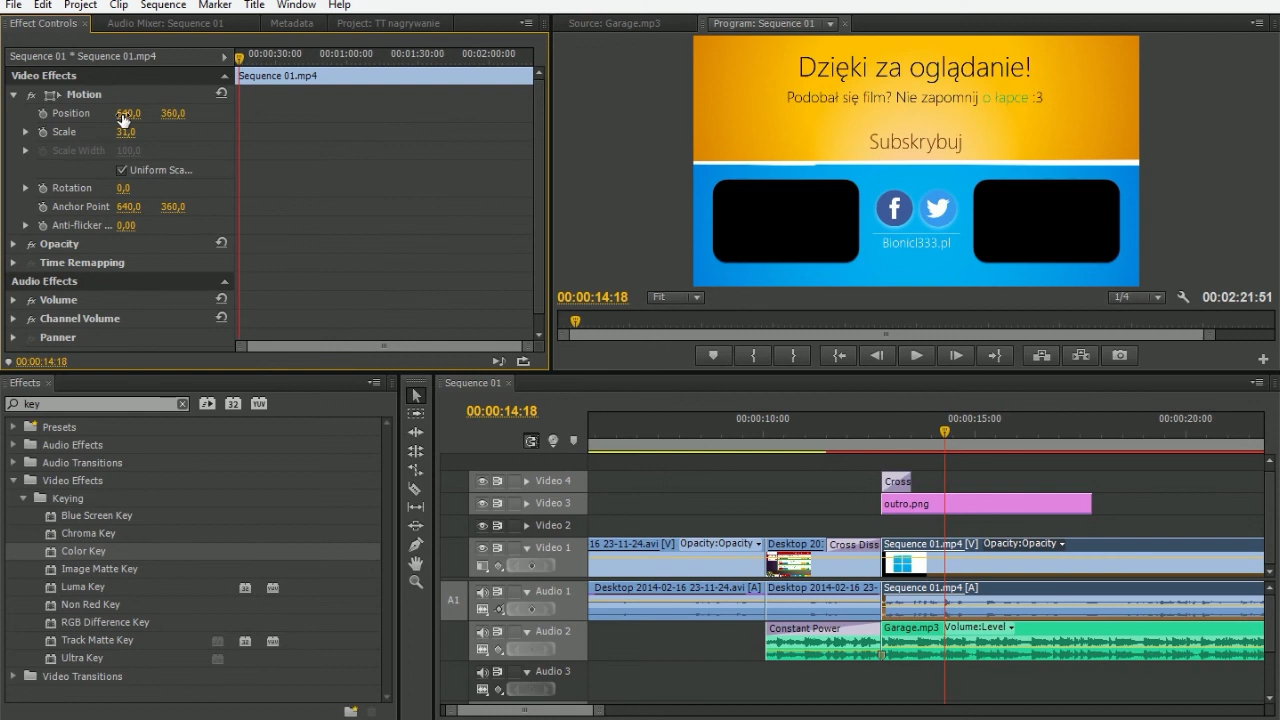 File Edit Project Clip Sequence Marker Title Window Help
Effect Controls Audio Mixer: Sequence 01 Metadata Project: TT nagrywanie
Source: Garage.mp3 Program: Sequence 01
Sequence 01 * Sequence 01.mp4
00:00:30:00 00:01:00:00 00:01:30:00 00:02:00:00
Video Effects
Sequence 01.mp4
Motion
Position 360,0
Scale 31,0
Scale Width 100,0
Uniform Sca...
Rotation 0,0
Anchor Point 640,0 360,0
Anti-flicker ... 0,00
Opacity
Time Remapping
Audio Effects
Volume
Channel Volume
Panner
00:00:14:18
Dzięki za oglądanie!
Podobał się film? Nie zapomnij o łapce :3
Subskrybuj
Bionicl333.pl
00:00:14:18 Fit 1/4 00:02:21:51
Effects
key 32 YUV
Presets
Audio Effects
Audio Transitions
Video Effects
Keying
Blue Screen Key
Chroma Key
Color Key
Image Matte Key
Luma Key 32 YUV
Non Red Key
RGB Difference Key
Track Matte Key 32 YUV
Ultra Key
Video Transitions
Sequence 01
00:00:14:18
00:00:10:00 00:00:15:00 00:00:20:00
Video 4 Cross
Video 3 outro.png
Video 2
Video 1 16 23-11-24.avi [V] Opacity:Opacity Desktop 20 Cross Diss Sequence 01.mp4 [V] Opacity:Opacity
A1 Audio 1 Desktop 2014-02-16 23-11-24.avi [A] Desktop 2014-02-16 23- Sequence 01.mp4 [A]
Audio 2 Constant Power Garage.mp3 Volume:Level
Audio 3